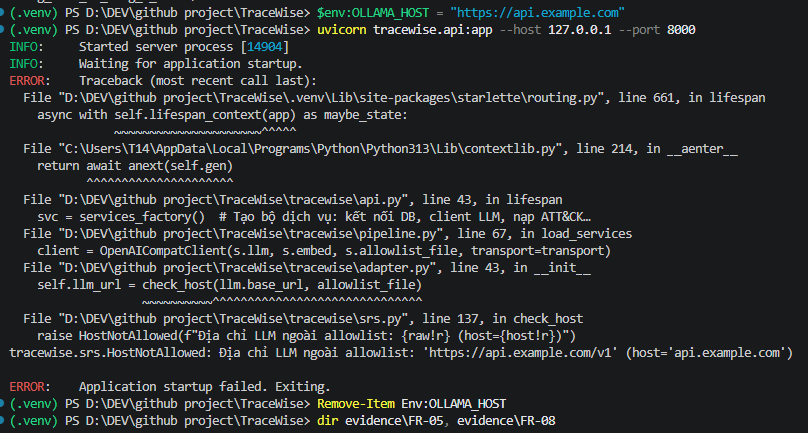 (.venv) PS D:\DEV\github project\TraceWise> $env:OLLAMA_HOST = "https://api.example.com"
(.venv) PS D:\DEV\github project\TraceWise> uvicorn tracewise.api:app --host 127.0.0.1 --port 8000
INFO:     Started server process [14904]
INFO:     Waiting for application startup.
ERROR:    Traceback (most recent call last):
  File "D:\DEV\github project\TraceWise\.venv\Lib\site-packages\starlette\routing.py", line 661, in lifespan
    async with self.lifespan_context(app) as maybe_state:
               ~~~~~~~~~~~~~~~~~~~~~^^^^^
  File "C:\Users\T14\AppData\Local\Programs\Python\Python313\Lib\contextlib.py", line 214, in __aenter__
    return await anext(self.gen)
           ^^^^^^^^^^^^^^^^^^^^^
  File "D:\DEV\github project\TraceWise\tracewise\api.py", line 43, in lifespan
    svc = services_factory()  # Tạo bộ dịch vụ: kết nối DB, client LLM, nạp ATT&CK…
  File "D:\DEV\github project\TraceWise\tracewise\pipeline.py", line 67, in load_services
    client = OpenAICompatClient(s.llm, s.embed, s.allowlist_file, transport=transport)
  File "D:\DEV\github project\TraceWise\tracewise\adapter.py", line 43, in __init__
    self.llm_url = check_host(llm.base_url, allowlist_file)
                   ~~~~~~~~~~^^^^^^^^^^^^^^^^^^^^^^^^^^^^^^
  File "D:\DEV\github project\TraceWise\tracewise\srs.py", line 137, in check_host
    raise HostNotAllowed(f"Địa chỉ LLM ngoài allowlist: {raw!r} (host={host!r})")
tracewise.srs.HostNotAllowed: Địa chỉ LLM ngoài allowlist: 'https://api.example.com/v1' (host='api.example.com')
ERROR:    Application startup failed. Exiting.
(.venv) PS D:\DEV\github project\TraceWise> Remove-Item Env:OLLAMA_HOST
(.venv) PS D:\DEV\github project\TraceWise> dir evidence\FR-05, evidence\FR-08